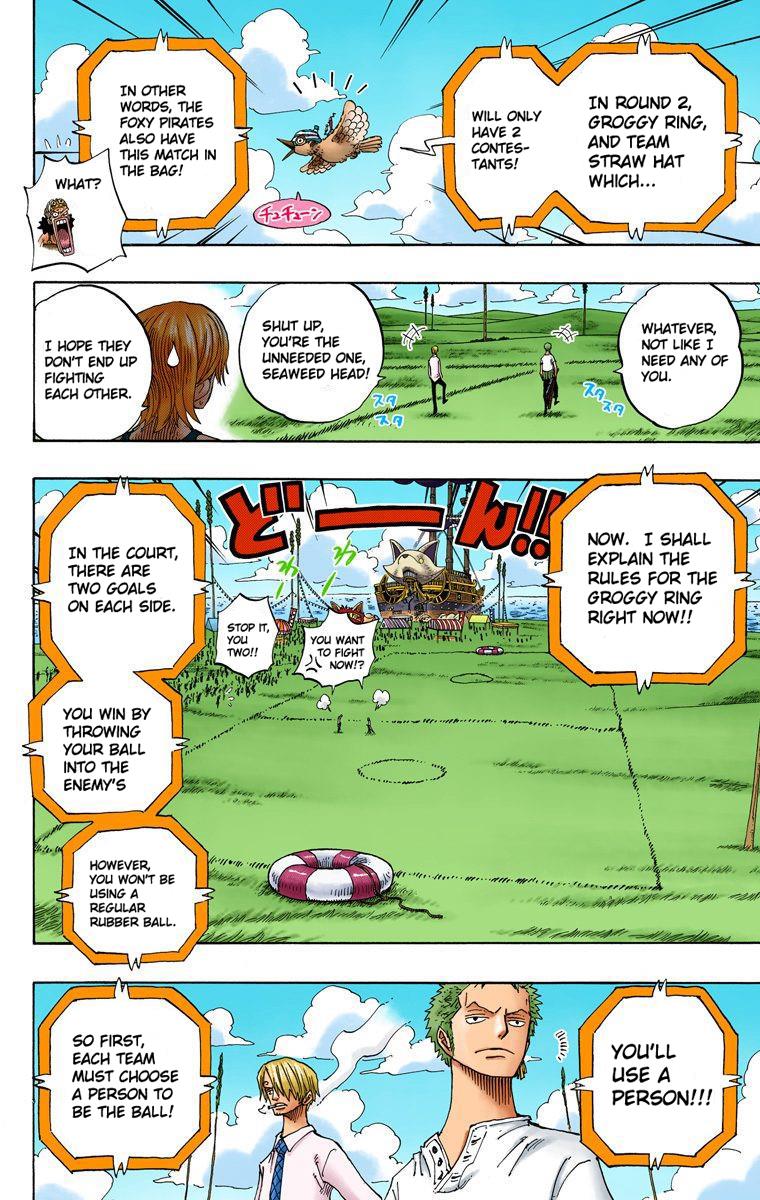 IN ROUND 2,
GROGGY RING,
AND TEAM
STRAW HAT
WHICH...
WILL ONLY
HAVE 2
CONTES-
TANTS!
チュチューン
IN OTHER
WORDS, THE
FOXY PIRATES
ALSO HAVE
THIS MATCH IN
THE BAG!
WHAT?
WHATEVER,
NOT LIKE I
NEED ANY OF
YOU.
スタ
スタ
スタ
スタ
SHUT UP,
YOU'RE THE
UNNEEDED ONE,
SEAWEED HEAD!
I HOPE THEY
DON'T END UP
FIGHTING
EACH OTHER.
どーん!!
NOW. I SHALL
EXPLAIN THE
RULES FOR THE
GROGGY RING
RIGHT NOW!!
わ
わ
YOU WANT
TO FIGHT
NOW!?
STOP IT,
YOU
TWO!!
IN THE COURT,
THERE ARE
TWO GOALS
ON EACH SIDE.
YOU WIN BY
THROWING
YOUR BALL
INTO THE
ENEMY'S
HOWEVER,
YOU WON'T BE
USING A
REGULAR
RUBBER BALL.
YOU'LL
USE A
PERSON!!!
SO FIRST,
EACH TEAM
MUST CHOOSE
A PERSON TO
BE THE BALL!